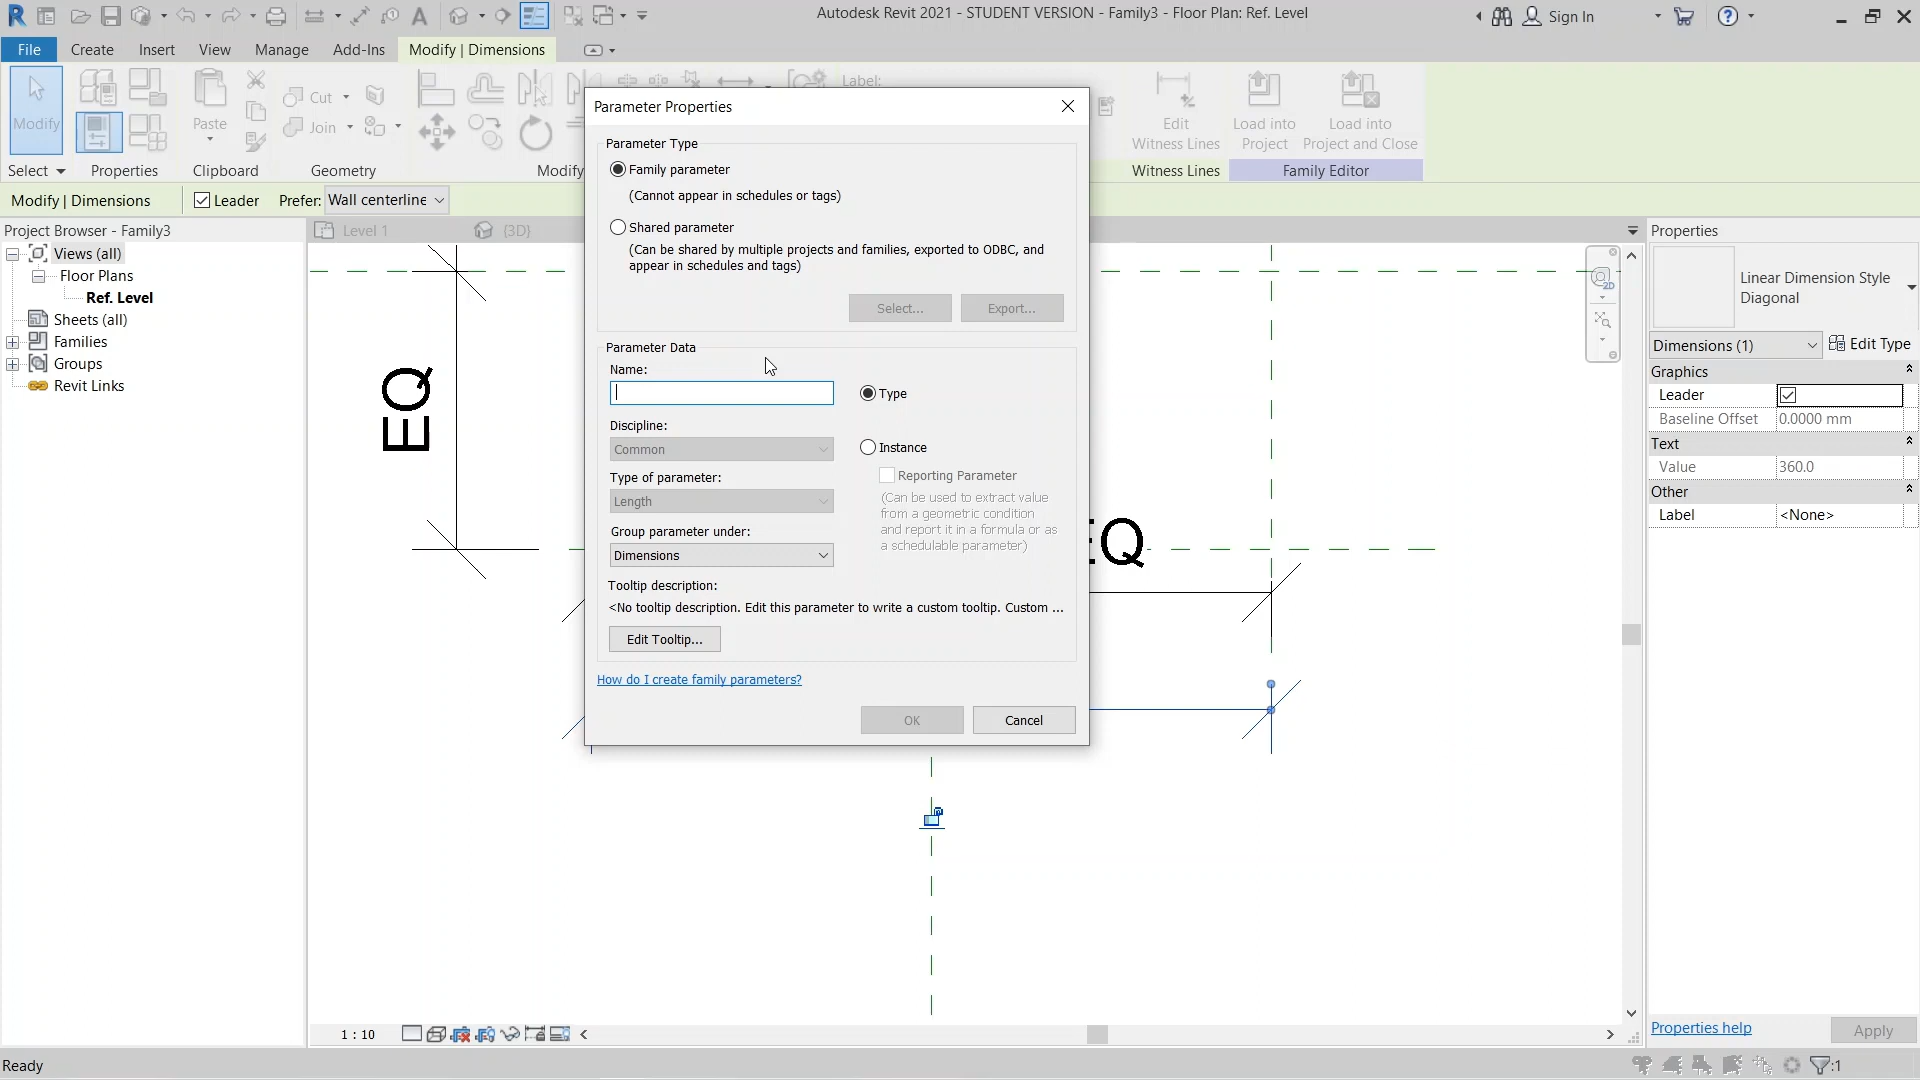 Autodesk Revit 2021 - STUDENT VERSION - Family3 - Floor Plan: Ref. Level
Sign In
File Create Insert View Manage Add-Ins Modify | Dimensions
Modify
Paste
Cut
Join
Label:
Edit
Witness Lines
Load into
Project
Load into
Project and Close
Select Properties Clipboard Geometry Modify Witness Lines Family Editor
Modify | Dimensions Leader Prefer: Wall centerline
Project Browser - Family3
Views (all)
Floor Plans
Ref. Level
Sheets (all)
Families
Groups
Revit Links
Level 1 {3D}
EQ
EQ
Parameter Properties
Parameter Type
Family parameter
(Cannot appear in schedules or tags)
Shared parameter
(Can be shared by multiple projects and families, exported to ODBC, and
appear in schedules and tags)
Select... Export...
Parameter Data
Name:
Type
Discipline:
Common
Instance
Type of parameter:
Length
Reporting Parameter
(Can be used to extract value
from a geometric condition
and report it in a formula or as
a schedulable parameter)
Group parameter under:
Dimensions
Tooltip description:
<No tooltip description. Edit this parameter to write a custom tooltip. Custom ...
Edit Tooltip...
How do I create family parameters?
OK Cancel
2D
Properties
Linear Dimension Style
Diagonal
Dimensions (1) Edit Type
Graphics
Leader
Baseline Offset 0.0000 mm
Text
Value 360.0
Other
Label <None>
Properties help Apply
1 : 10
Ready
:1